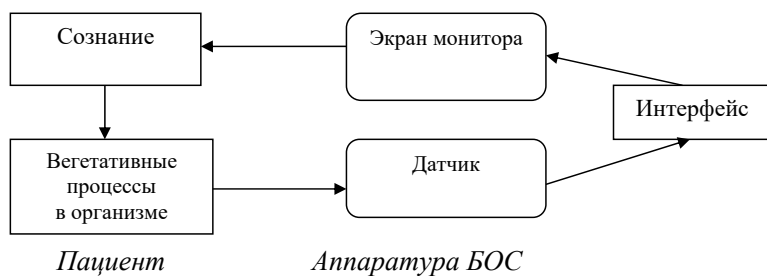 Сознание
Экран монитора
Интерфейс
Вегетативные
процессы
в организме
Датчик
Пациент
Аппаратура БОС